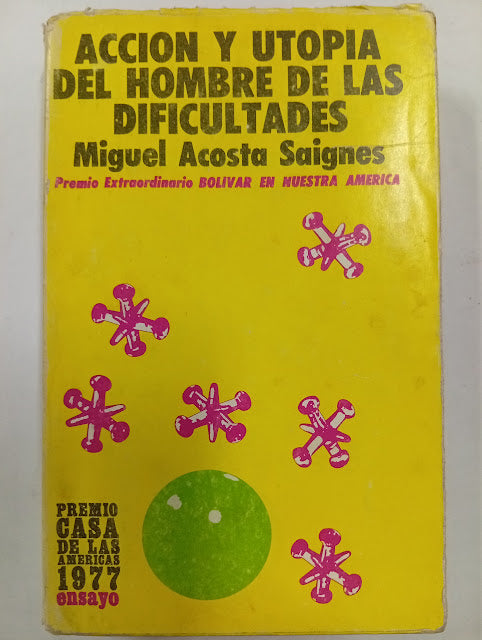 ACCION Y UTOPIA
DEL HOMBRE DE LAS
DIFICULTADES
Miguel Acosta Saignes
Premio Extraordinario BOLIVAR EN NUESTRA AMERICA
PREMIO
CASA
DE LAS
AMERICAS
1977
ensayo